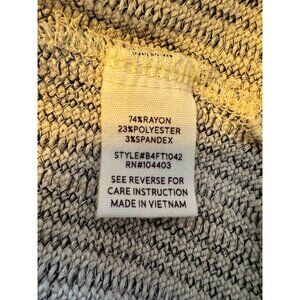 74%RAYON
23%POLYESTER
3%SPANDEX
STYLE#B4FT1042
RN#104403
SEE REVERSE FOR
CARE INSTRUCTION
MADE IN VIETNAM